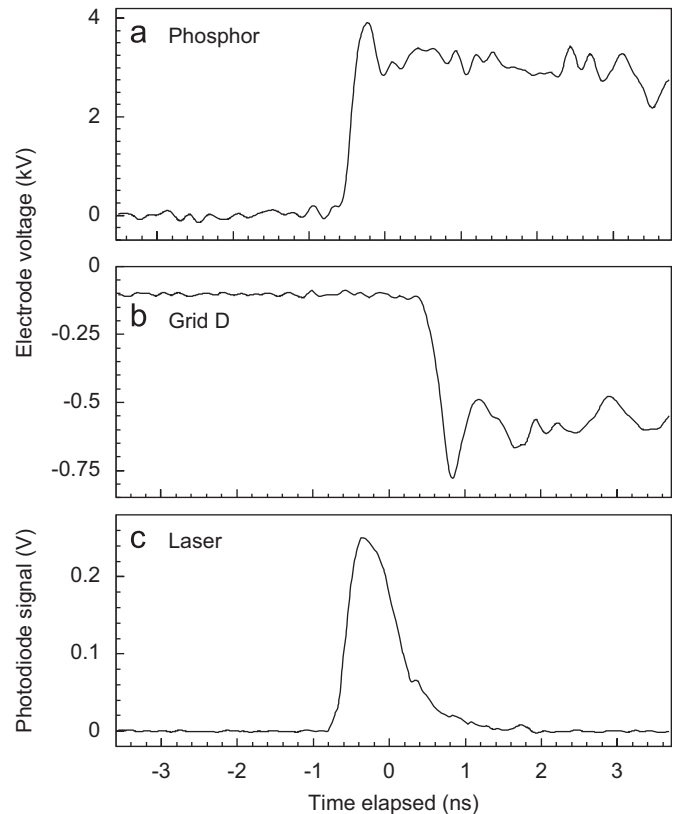 a Phosphor
4
2
0
Electrode voltage (kV)
b Grid D
0
-0.25
-0.5
-0.75
c Laser
0.2
0.1
0
Photodiode signal (V)
-3 -2 -1 0 1 2 3
Time elapsed (ns)